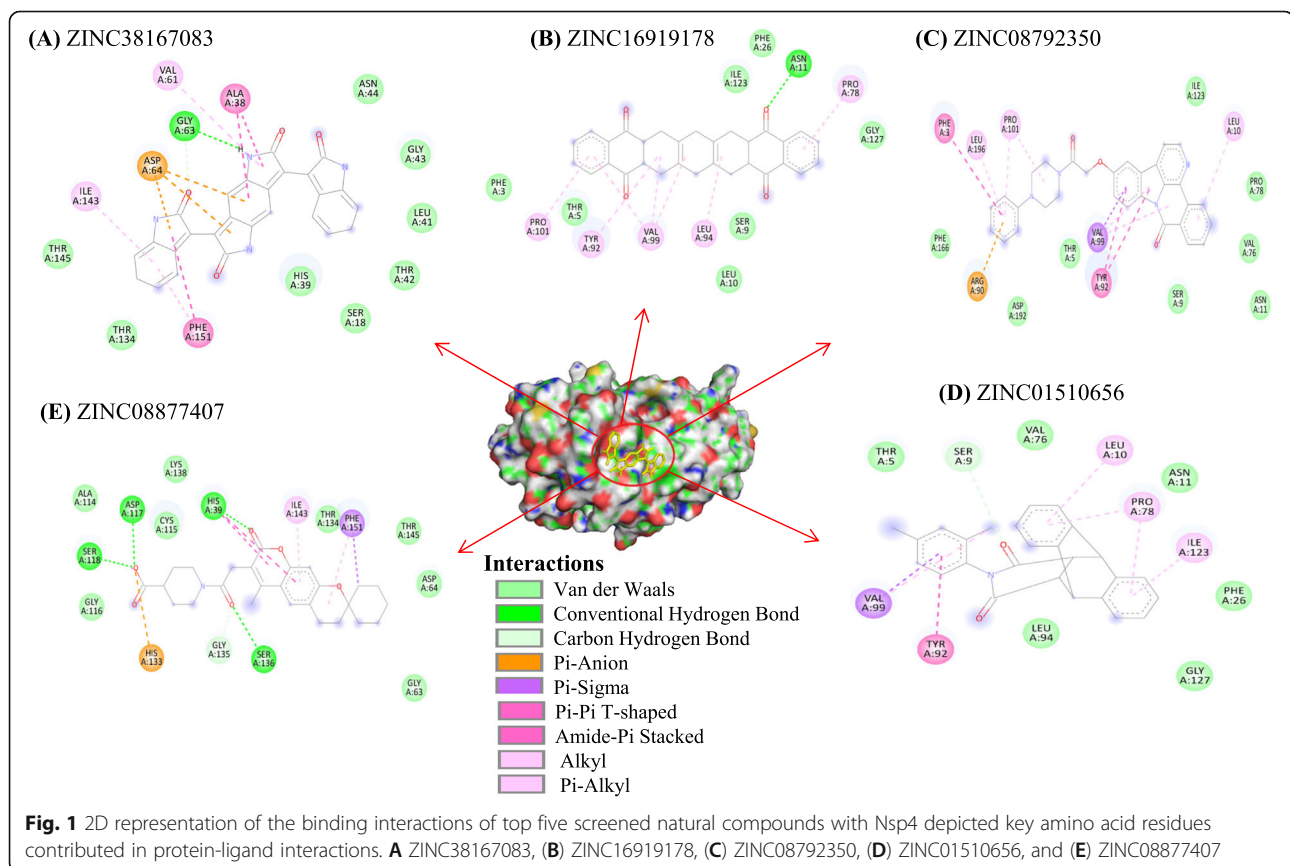 (A) ZINC38167083
VAL
A:61
ALA
A:38
ASN
A:44
GLY
A:63
H
O
O
N
N
GLY
A:43
ASP
A:64
ILE
A:143
O
N
LEU
A:41
O
N
THR
A:145
HIS
A:39
THR
A:42
SER
A:18
THR
A:134
PHE
A:151
(B) ZINC16919178
PHE
A:26
ASN
A:11
ILE
A:123
PRO
A:78
O
O
GLY
A:127
PHE
A:3
THR
A:5
O
O
PRO
A:101
TYR
A:92
VAL
A:99
LEU
A:94
SER
A:9
LEU
A:10
(C) ZINC08792350
ILE
A:123
PHE
A:3
LEU
A:196
PRO
A:101
LEU
A:10
O
O
N
N
N
PRO
A:78
PHE
A:166
THR
A:5
VAL
A:99
N
O
VAL
A:76
ARG
A:90
ASP
A:192
TYR
A:92
SER
A:9
ASN
A:11
(E) ZINC08877407
LYS
A:138
ALA
A:114
ASP
A:117
CYS
A:115
HIS
A:39
ILE
A:143
THR
A:134
PHE
A:151
THR
A:145
SER
A:118
O
O
O
O
N
O
O
ASP
A:64
GLY
A:116
HIS
A:133
GLY
A:135
SER
A:136
GLY
A:63
(D) ZINC01510656
THR
A:5
SER
A:9
VAL
A:76
LEU
A:10
ASN
A:11
PRO
A:78
ILE
A:123
O
N
O
VAL
A:99
PHE
A:26
TYR
A:92
LEU
A:94
GLY
A:127
Interactions
Van der Waals
Conventional Hydrogen Bond
Carbon Hydrogen Bond
Pi-Anion
Pi-Sigma
Pi-Pi T-shaped
Amide-Pi Stacked
Alkyl
Pi-Alkyl
Fig. 1 2D representation of the binding interactions of top five screened natural compounds with Nsp4 depicted key amino acid residues
contributed in protein-ligand interactions. A ZINC38167083, (B) ZINC16919178, (C) ZINC08792350, (D) ZINC01510656, and (E) ZINC08877407